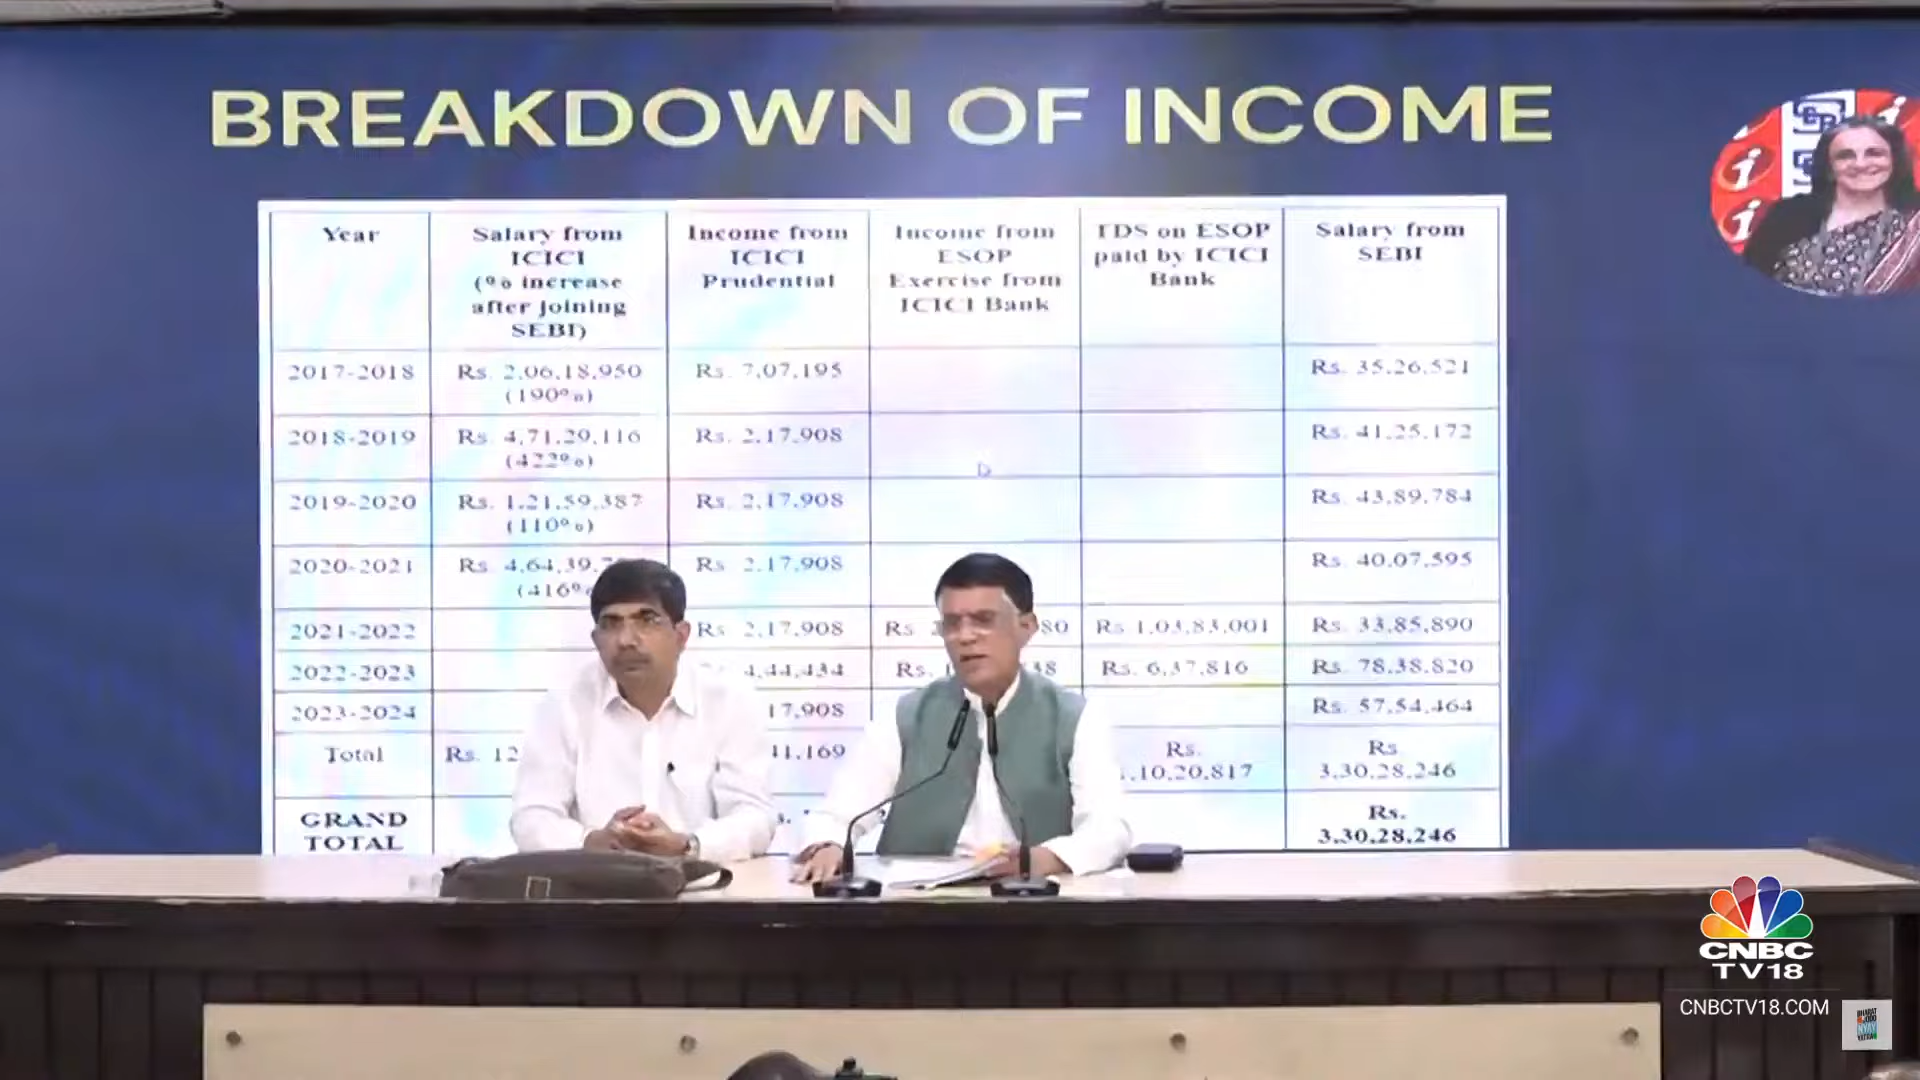 BREAKDOWN OF INCOME
Year
Salary from
ICICI
(% increase
after joining
SEBI)
Income from
ICICI
Prudential
Income from
ESOP
Exercise from
ICICI Bank
TDS on ESOP
paid by ICICI
Bank
Salary from
SEBI
2017-2018
Rs. 2,06,18,950
(190%)
Rs. 7,07,195
Rs. 35,26,521
2018-2019
Rs. 4,71,29,116
(422%)
Rs. 2,17,908
Rs. 41,25,172
2019-2020
Rs. 1,21,59,387
(110%)
Rs. 2,17,908
Rs. 43,89,784
2020-2021
Rs. 4,64,39,
(416%
Rs. 2,17,908
Rs. 40,07,595
2021-2022
Rs. 2,17,908
Rs. 80
Rs. 1,03,83,001
Rs. 33,85,890
2022-2023
4,44,434
Rs. 38
Rs. 6,37,816
Rs. 78,38,820
2023-2024
17,908
Rs. 57,54,464
Total
Rs. 12
41,169
Rs.
,10,20,817
Rs.
3,30,28,246
GRAND
TOTAL
Rs.
3,30,28,246
CNBC
TV18
CNBCTV18.COM
BHARAT
JODO
NYAY
YATRA